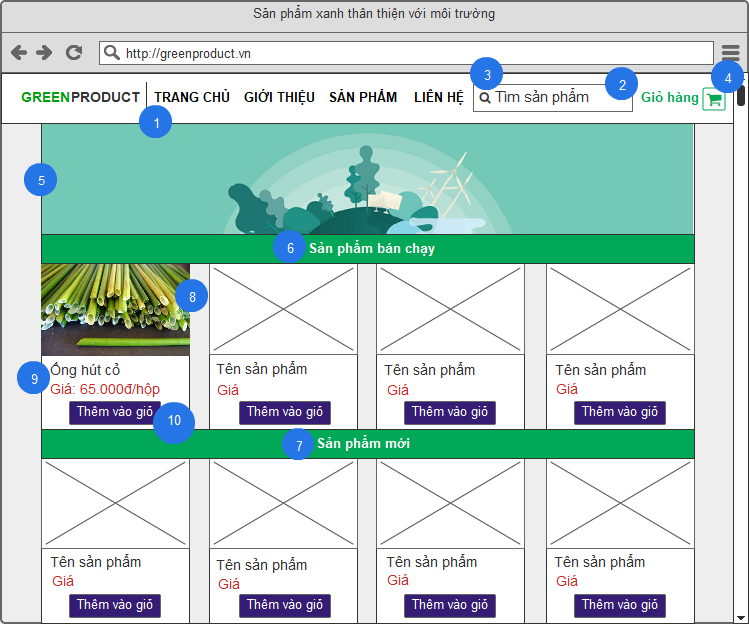 Sản phẩm xanh thân thiện với môi trường
http://greenproduct.vn
GREENPRODUCT TRANG CHỦ GIỚI THIỆU SẢN PHẨM LIÊN HỆ 3 Tìm sản phẩm 2 Giỏ hàng 4
1
5
6 Sản phẩm bán chạy
8
9 Ống hút cỏ Tên sản phẩm Tên sản phẩm Tên sản phẩm
Giá: 65.000đ/hộp Giá Giá Giá
Thêm vào giỏ 10 Thêm vào giỏ Thêm vào giỏ Thêm vào giỏ
7 Sản phẩm mới
Tên sản phẩm Tên sản phẩm Tên sản phẩm Tên sản phẩm
Giá Giá Giá Giá
Thêm vào giỏ Thêm vào giỏ Thêm vào giỏ Thêm vào giỏ